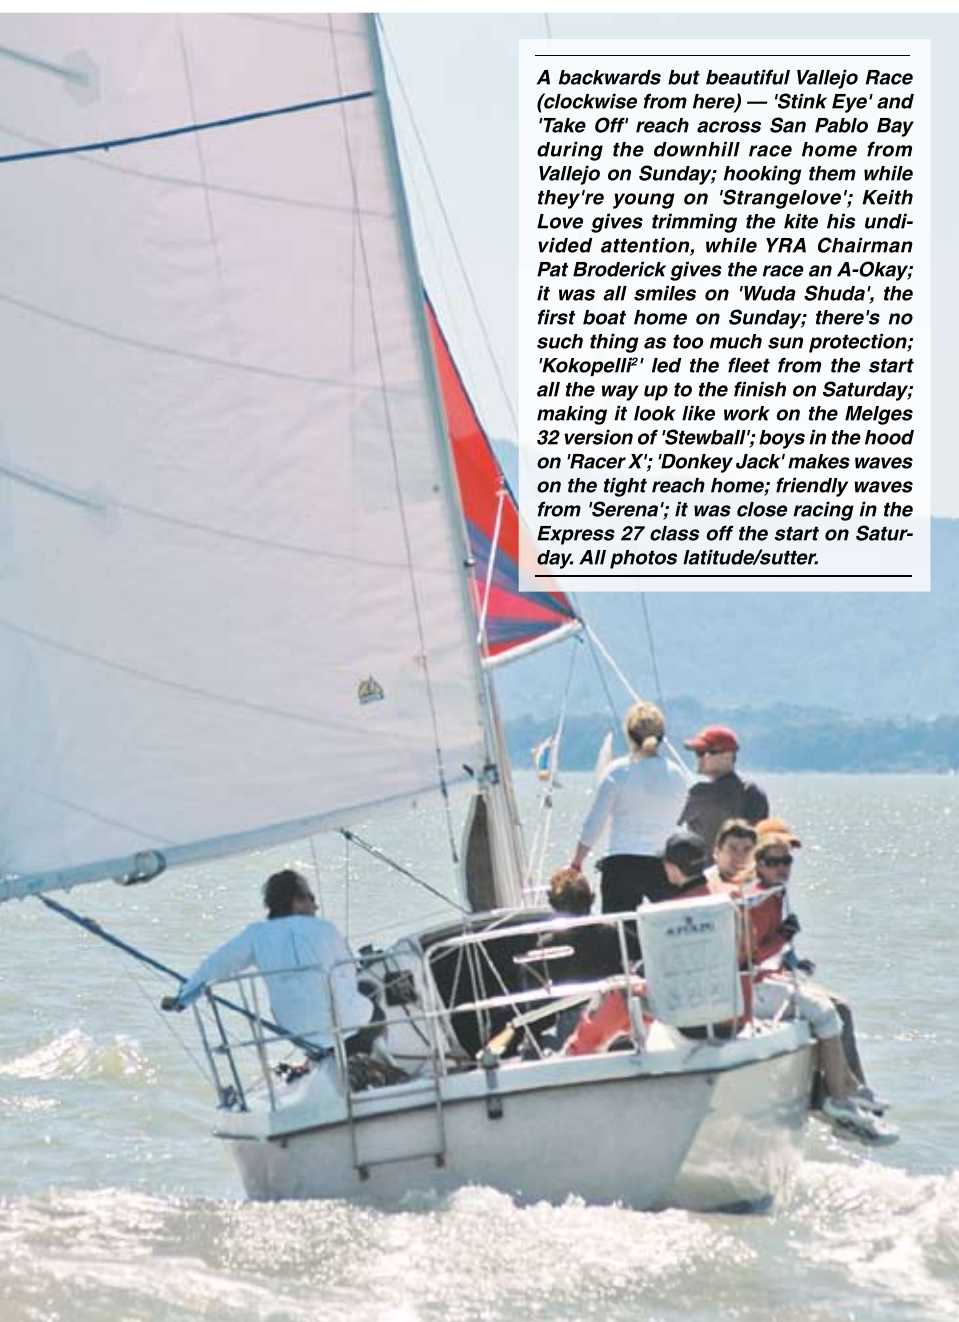 A backwards but beautiful Vallejo Race
(clockwise from here) — 'Stink Eye' and
'Take Off' reach across San Pablo Bay
during the downhill race home from
Vallejo on Sunday; hooking them while
they're young on 'Strangelove'; Keith
Love gives trimming the kite his undi-
vided attention, while YRA Chairman
Pat Broderick gives the race an A-Okay;
it was all smiles on 'Wuda Shuda', the
first boat home on Sunday; there's no
such thing as too much sun protection;
'Kokopelli²' led the fleet from the start
all the way up to the finish on Saturday;
making it look like work on the Melges
32 version of 'Stewball'; boys in the hood
on 'Racer X'; 'Donkey Jack' makes waves
on the tight reach home; friendly waves
from 'Serena'; it was close racing in the
Express 27 class off the start on Satur-
day. All photos latitude/sutter.